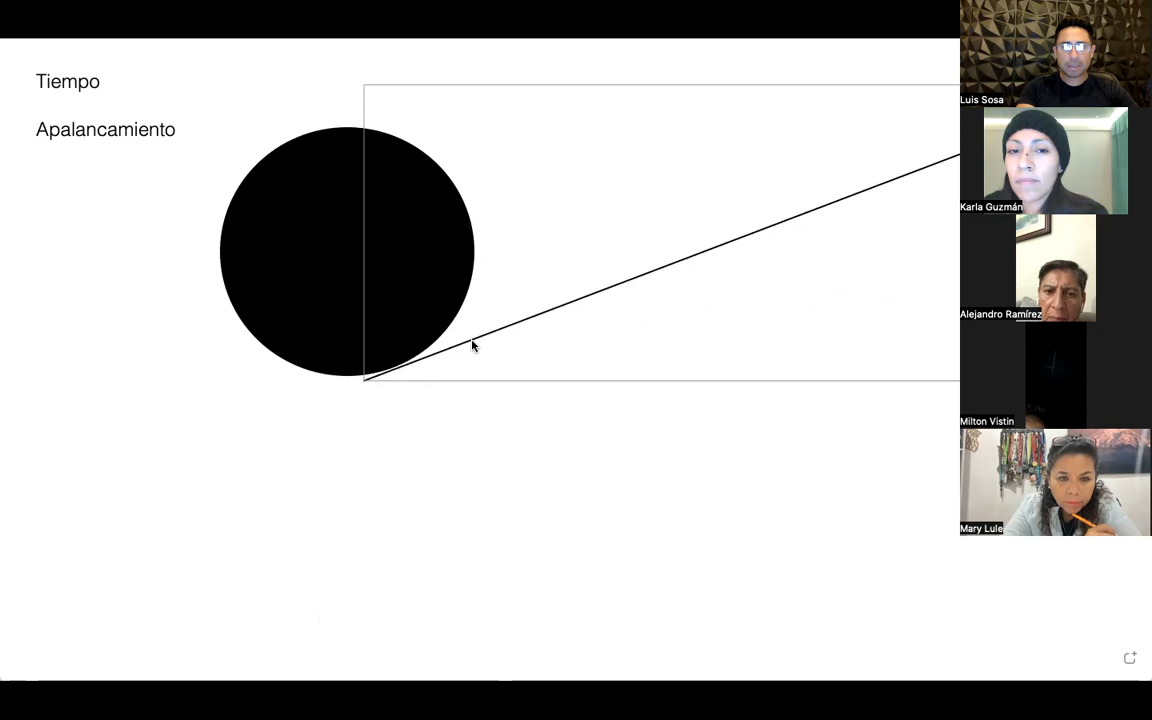 Tiempo
Apalancamiento
Luis Sosa
Karla Guzmán
Alejandro Ramírez
Milton Vistin
Mary Lule